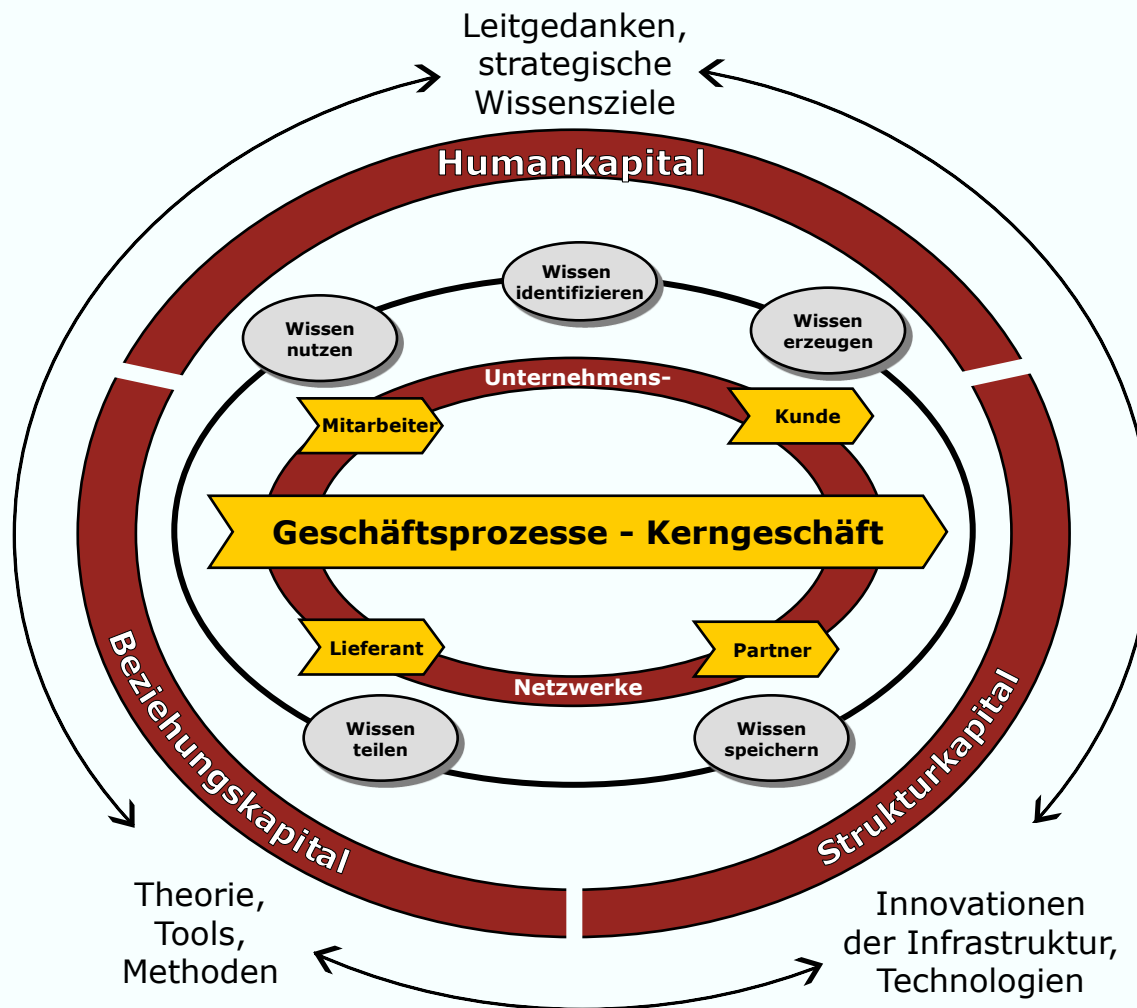 Leitgedanken,
strategische
Wissensziele
Humankapital
Wissen
identifizieren
Wissen
nutzen
Wissen
erzeugen
Unternehmens-
Mitarbeiter
Kunde
Geschäftsprozesse - Kerngeschäft
Lieferant
Partner
Netzwerke
Wissen
teilen
Wissen
speichern
Beziehungskapital
Strukturkapital
Theorie,
Tools,
Methoden
Innovationen
der Infrastruktur,
Technologien